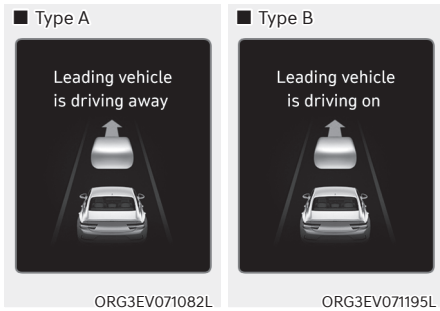 ■ Type A
Leading vehicle
is driving away
ORG3EV071082L
■ Type B
Leading vehicle
is driving on
ORG3EV071195L